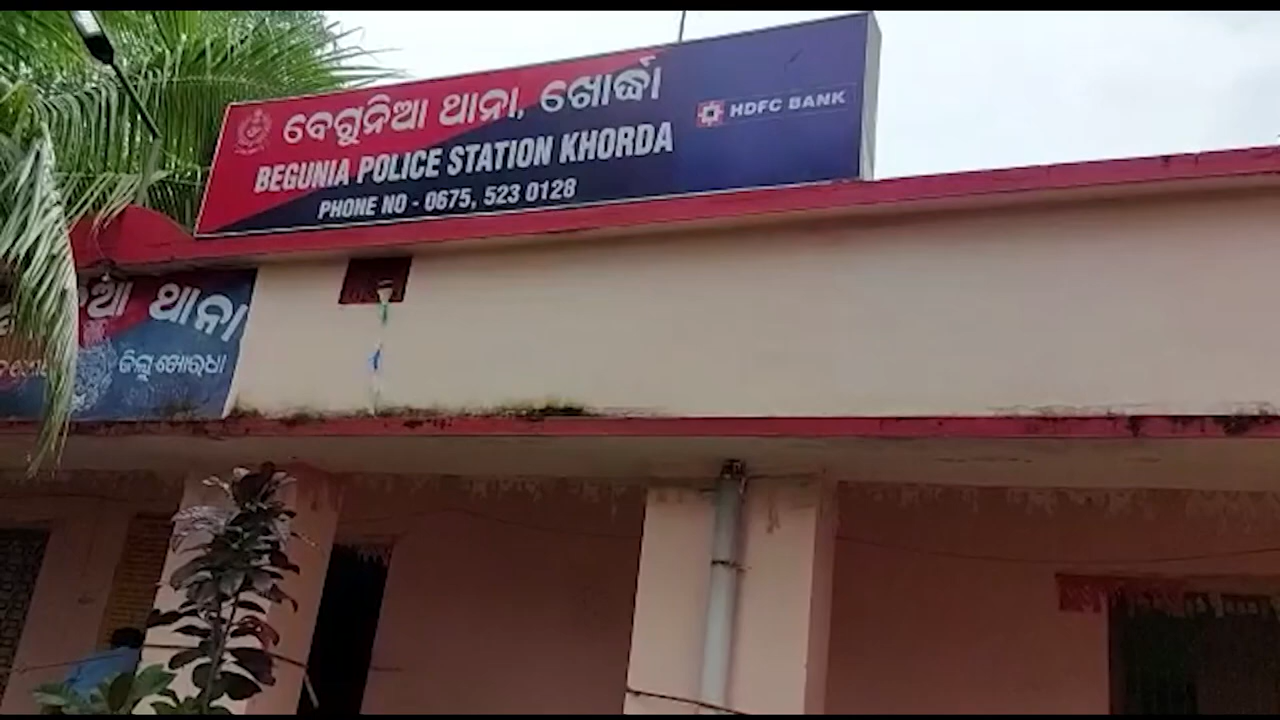 ବେଗୁନିଆ ଥାନା, ଖୋର୍ଦ୍ଧା
HDFC BANK
BEGUNIA POLICE STATION KHORDA
PHONE NO - 0675, 523 0128
ଥାନା